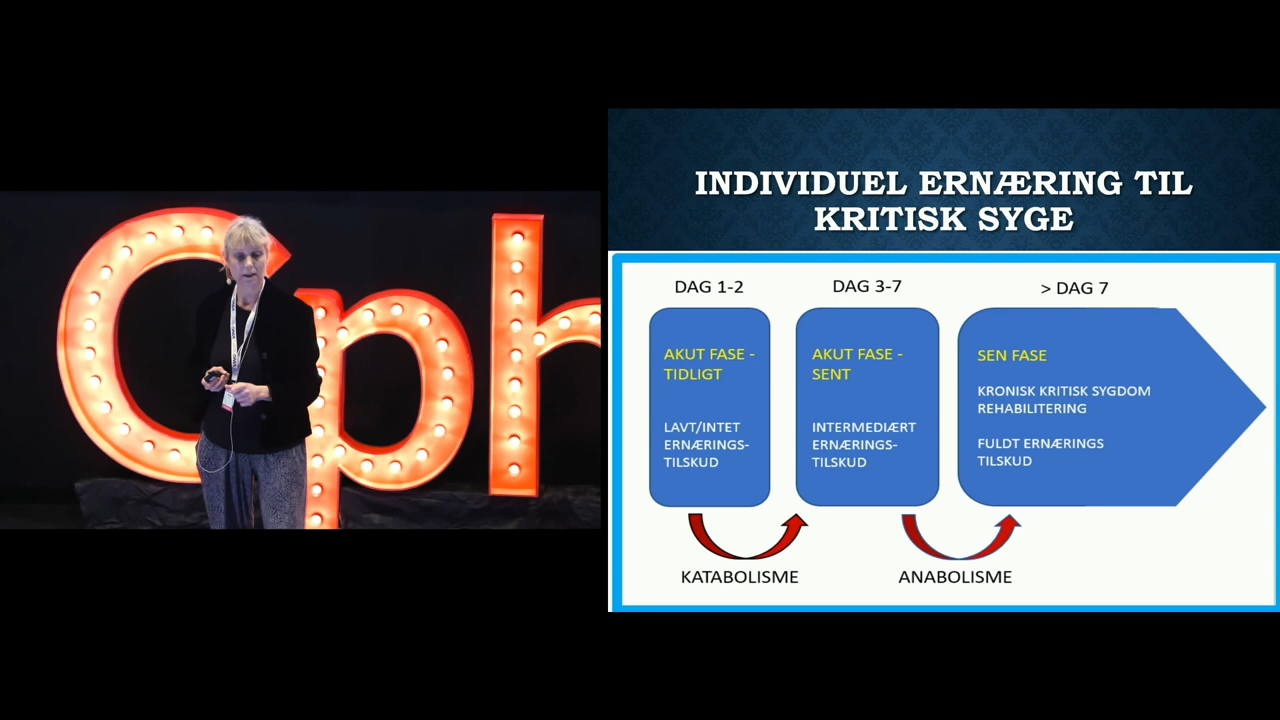 Cph
INDIVIDUEL ERNÆRING TIL
KRITISK SYGE
DAG 1-2
DAG 3-7
> DAG 7
AKUT FASE -
TIDLIGT
LAVT/INTET
ERNÆRINGS-
TILSKUD
AKUT FASE -
SENT
INTERMEDIÆRT
ERNÆRINGS-
TILSKUD
SEN FASE
KRONISK KRITISK SYGDOM
REHABILITERING
FULDT ERNÆRINGS
TILSKUD
KATABOLISME
ANABOLISME